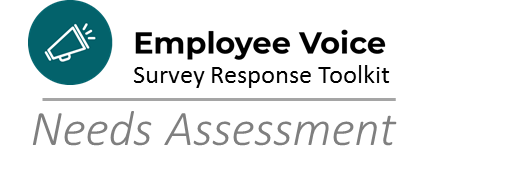 Employee Voice
Survey Response Toolkit
Needs Assessment